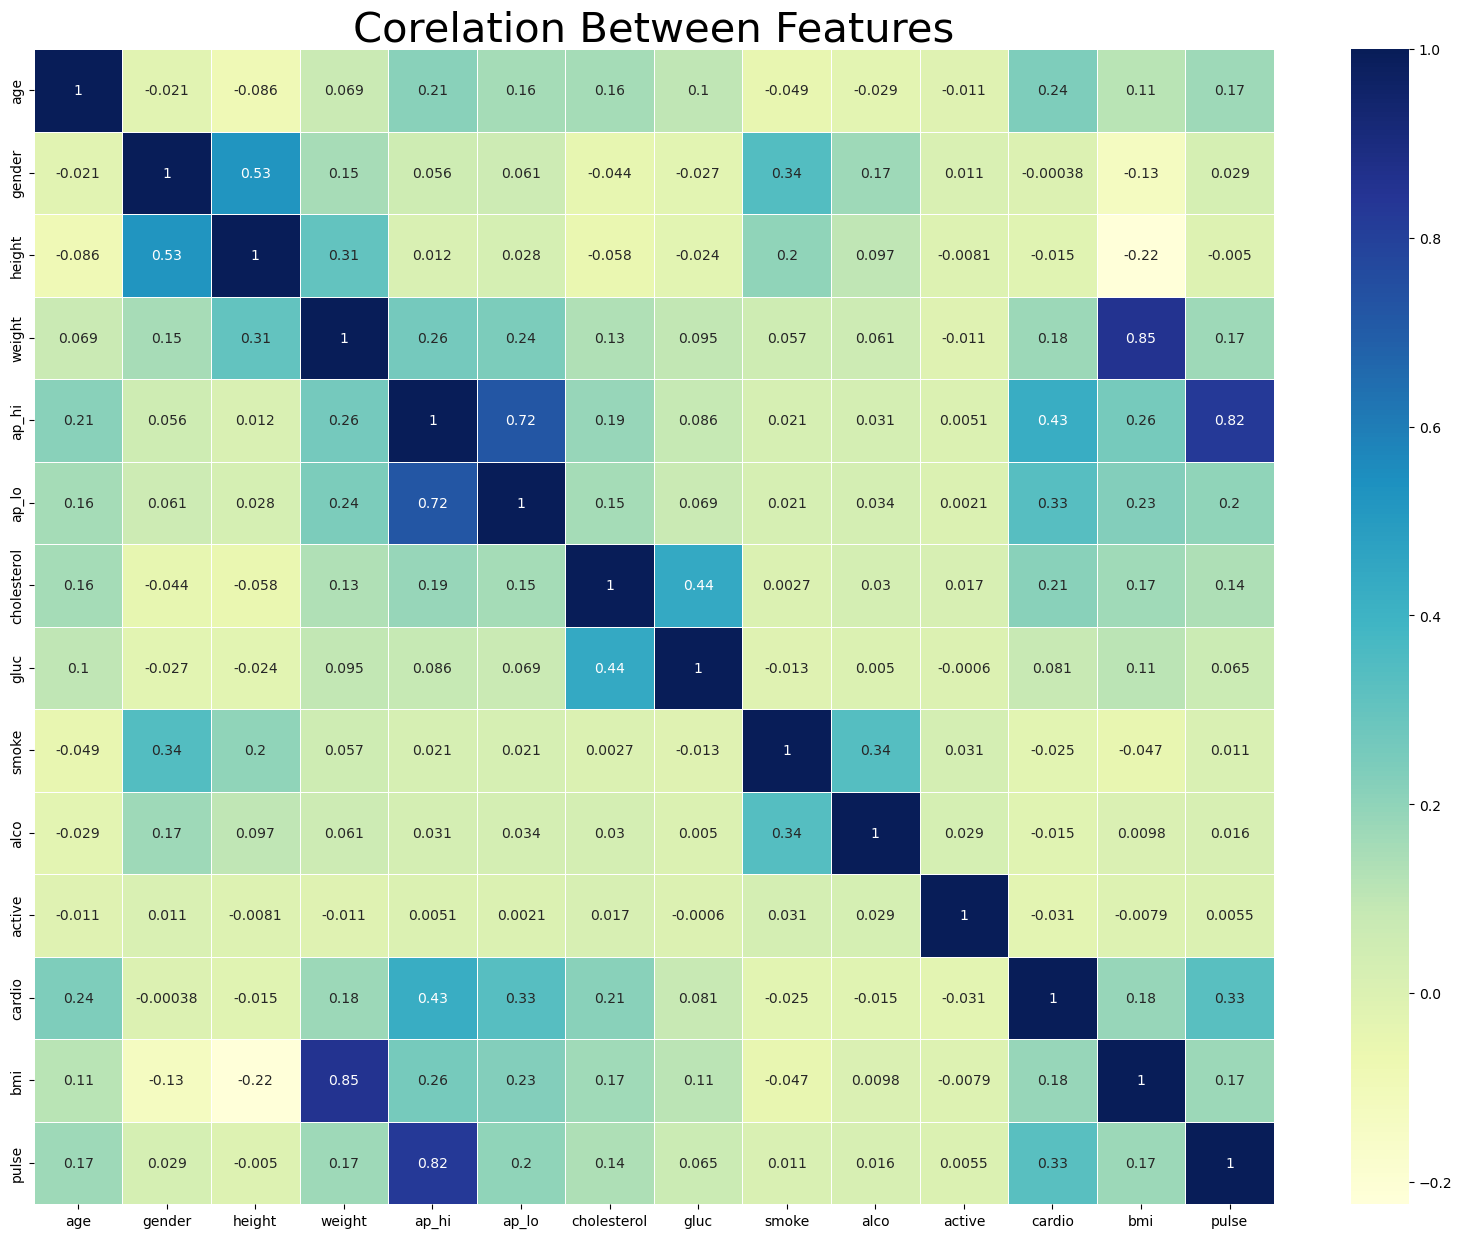 Corelation Between Features
age 1 -0.021 -0.086 0.069 0.21 0.16 0.16 0.1 -0.049 -0.029 -0.011 0.24 0.11 0.17
gender -0.021 1 0.53 0.15 0.056 0.061 -0.044 -0.027 0.34 0.17 0.011 -0.00038 -0.13 0.029
height -0.086 0.53 1 0.31 0.012 0.028 -0.058 -0.024 0.2 0.097 -0.0081 -0.015 -0.22 -0.005
weight 0.069 0.15 0.31 1 0.26 0.24 0.13 0.095 0.057 0.061 -0.011 0.18 0.85 0.17
ap_hi 0.21 0.056 0.012 0.26 1 0.72 0.19 0.086 0.021 0.031 0.0051 0.43 0.26 0.82
ap_lo 0.16 0.061 0.028 0.24 0.72 1 0.15 0.069 0.021 0.034 0.0021 0.33 0.23 0.2
cholesterol 0.16 -0.044 -0.058 0.13 0.19 0.15 1 0.44 0.0027 0.03 0.017 0.21 0.17 0.14
gluc 0.1 -0.027 -0.024 0.095 0.086 0.069 0.44 1 -0.013 0.005 -0.0006 0.081 0.11 0.065
smoke -0.049 0.34 0.2 0.057 0.021 0.021 0.0027 -0.013 1 0.34 0.031 -0.025 -0.047 0.011
alco -0.029 0.17 0.097 0.061 0.031 0.034 0.03 0.005 0.34 1 0.029 -0.015 0.0098 0.016
active -0.011 0.011 -0.0081 -0.011 0.0051 0.0021 0.017 -0.0006 0.031 0.029 1 -0.031 -0.0079 0.0055
cardio 0.24 -0.00038 -0.015 0.18 0.43 0.33 0.21 0.081 -0.025 -0.015 -0.031 1 0.18 0.33
bmi 0.11 -0.13 -0.22 0.85 0.26 0.23 0.17 0.11 -0.047 0.0098 -0.0079 0.18 1 0.17
pulse 0.17 0.029 -0.005 0.17 0.82 0.2 0.14 0.065 0.011 0.016 0.0055 0.33 0.17 1
age gender height weight ap_hi ap_lo cholesterol gluc smoke alco active cardio bmi pulse
1.0
0.8
0.6
0.4
0.2
0.0
−0.2